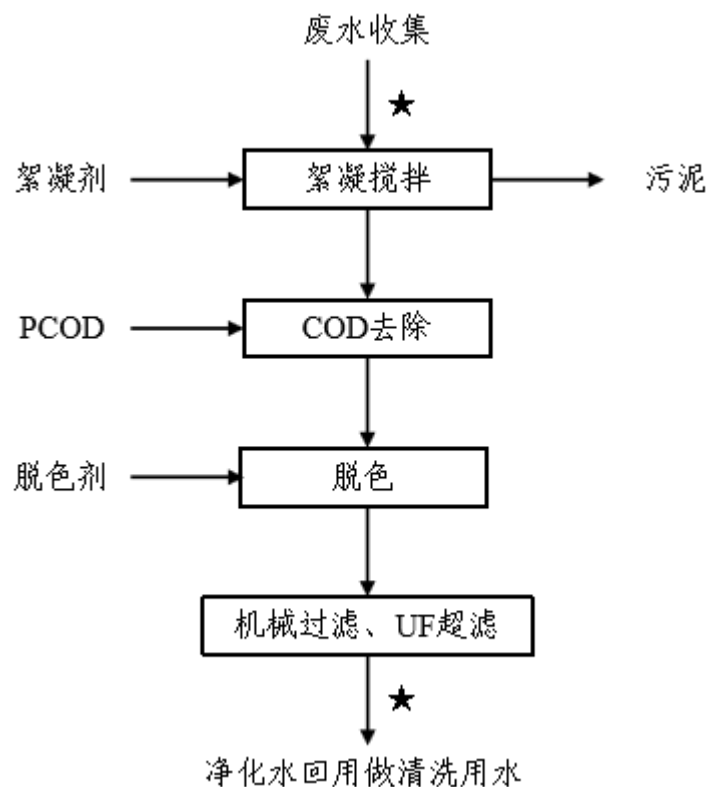 废水收集
★
絮凝剂
絮凝搅拌
污泥
PCOD
COD去除
脱色剂
脱色
机械过滤、UF超滤
★
净化水回用做清洗用水